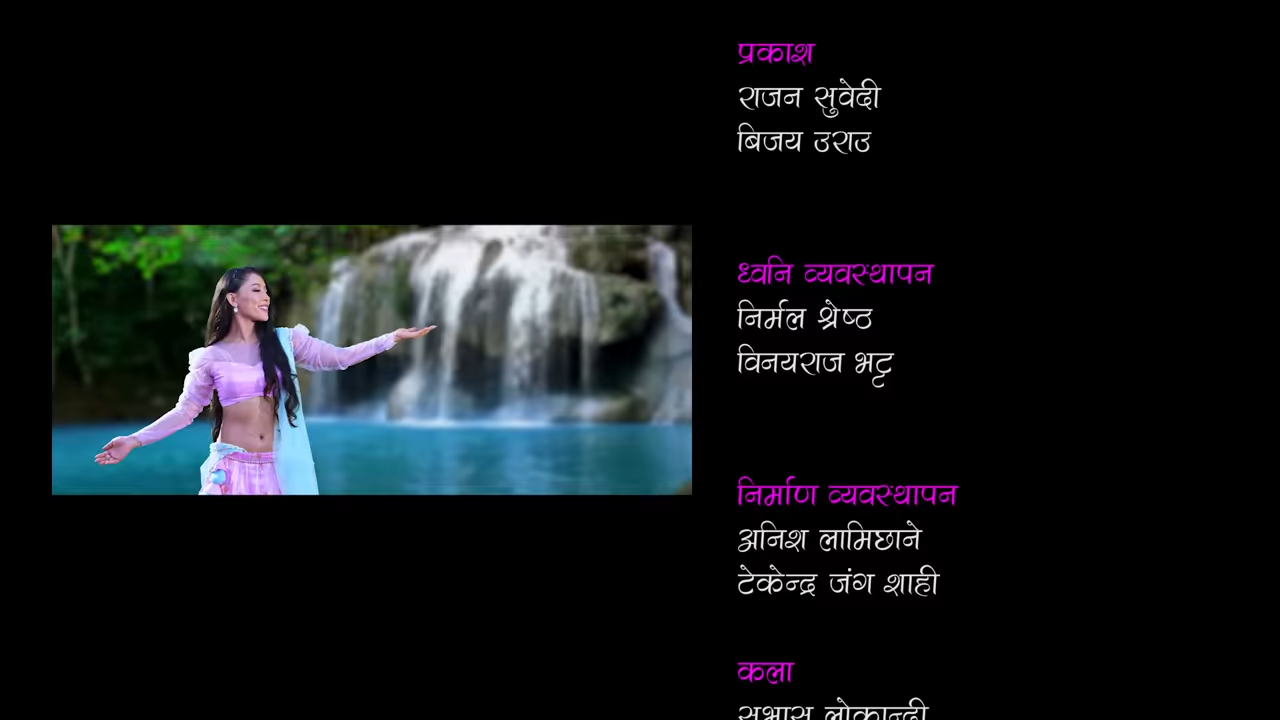 प्रकाश
राजन सुवेदी
बिजय उराउ
ध्वनि व्यवस्थापन
निर्मल श्रेष्ठ
विनयराज भट्ट
निर्माण व्यवस्थापन
अनिश लामिछाने
टेकेन्द्र जंग शाही
कला